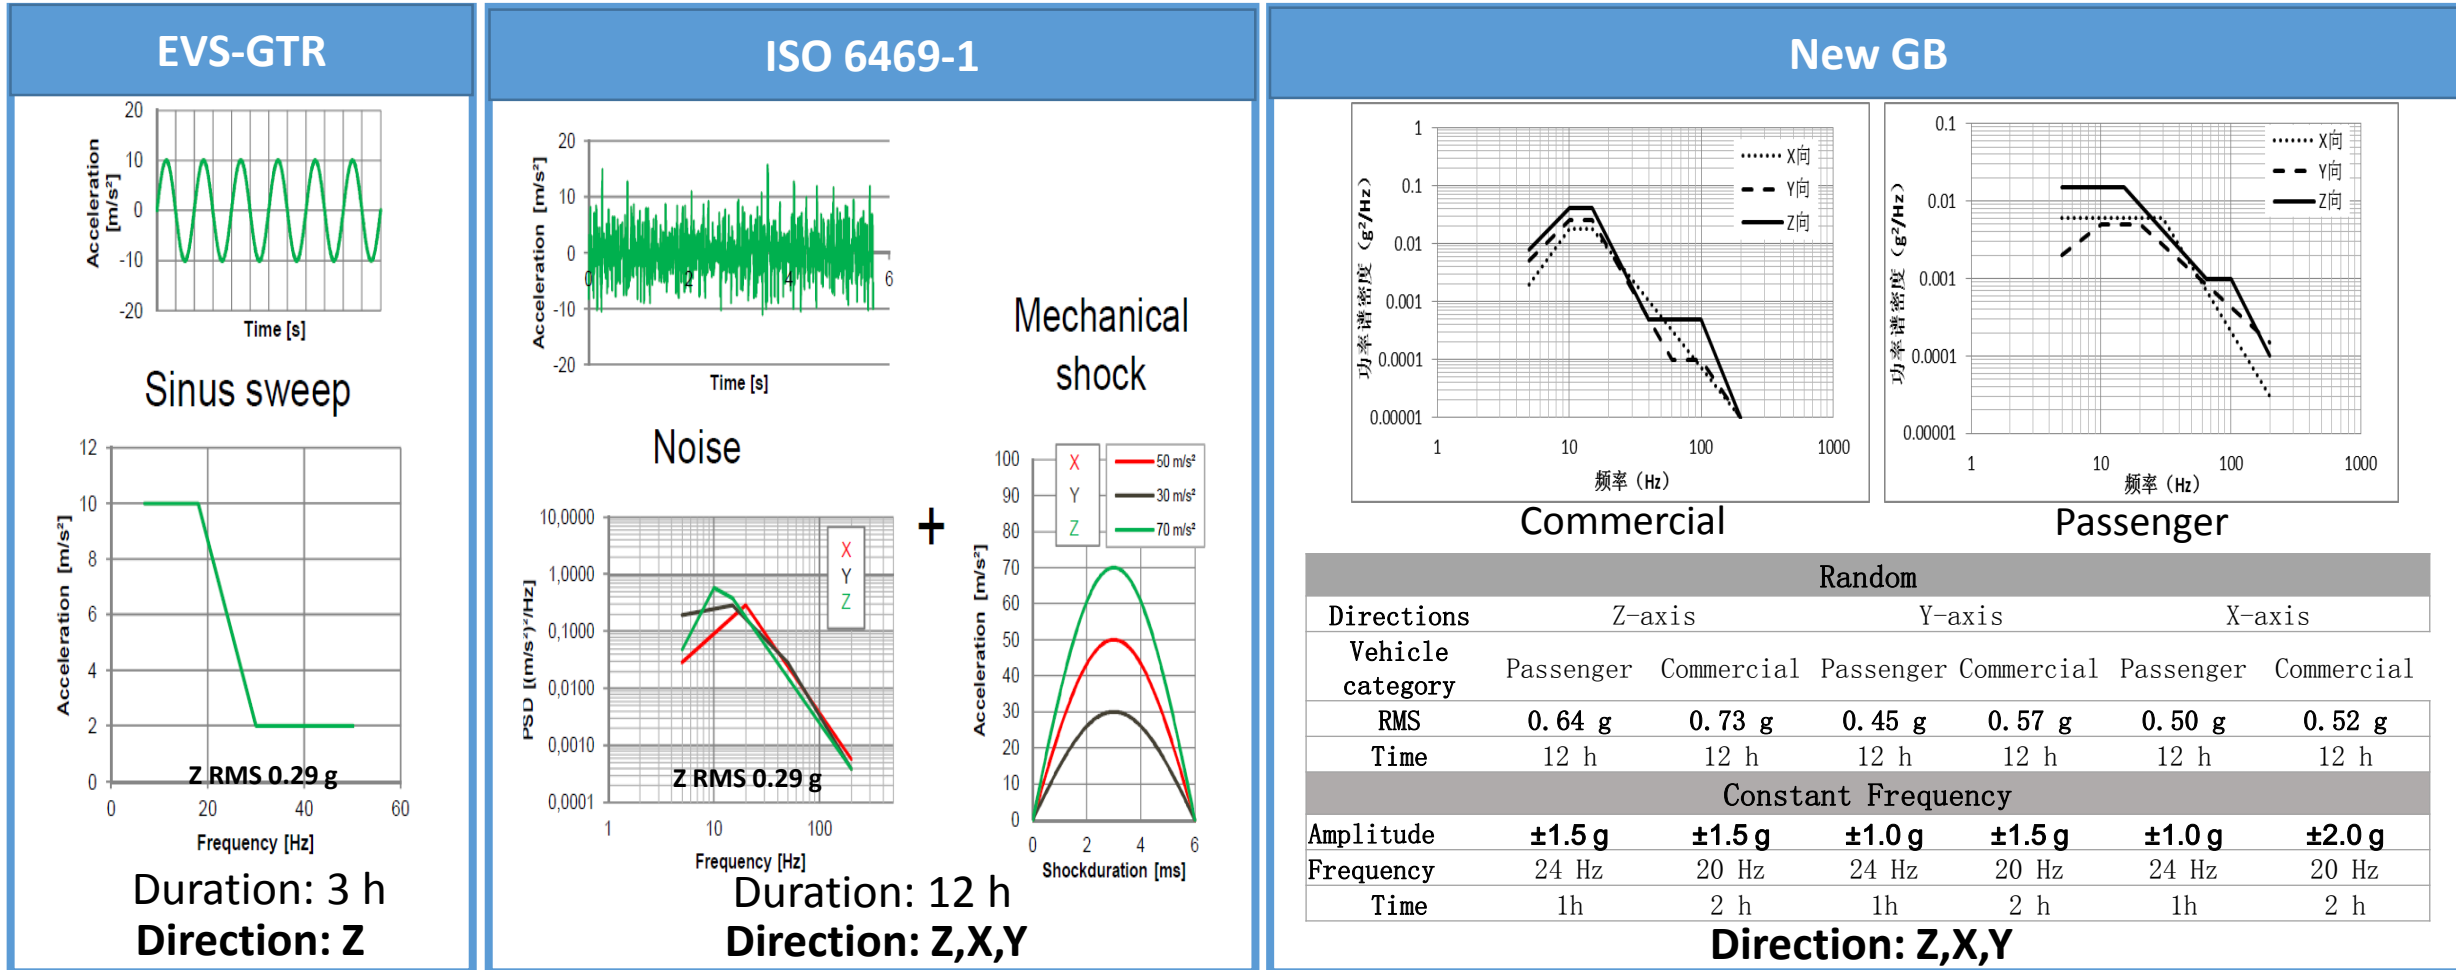 EVS-GTR
20
10
0
-10
-20
Acceleration
[m/s²]
Time [s]
Sinus sweep
12
10
8
6
4
2
0
Acceleration [m/s²]
Z RMS 0.29 g
0 20 40 60
Frequency [Hz]
Duration: 3 h
Direction: Z
ISO 6469-1
20
10
0
-10
-20
Acceleration [m/s²]
0 2 4 6
Time [s]
Noise
10,0000
1,0000
0,1000
0,0100
0,0010
0,0001
PSD [(m/s²)²/Hz]
X
Y
Z
Z RMS 0.29 g
1 10 100
Frequency [Hz]
+
Mechanical
shock
100
90
80
70
60
50
40
30
20
10
0
Acceleration [m/s²]
X 50 m/s²
Y 30 m/s²
Z 70 m/s²
0 2 4 6
Shockduration [ms]
Duration: 12 h
Direction: Z,X,Y
New GB
1
0.1
0.01
0.001
0.0001
0.00001
功率谱密度（g²/Hz）
X向
Y向
Z向
1 10 100 1000
频率（Hz）
Commercial
0.1
0.01
0.001
0.0001
0.00001
功率谱密度（g²/Hz）
X向
Y向
Z向
1 10 100 1000
频率（Hz）
Passenger
Random
Directions Z-axis Y-axis X-axis
Vehicle
category Passenger Commercial Passenger Commercial Passenger Commercial
RMS 0.64 g 0.73 g 0.45 g 0.57 g 0.50 g 0.52 g
Time 12 h 12 h 12 h 12 h 12 h 12 h
Constant Frequency
Amplitude ±1.5 g ±1.5 g ±1.0 g ±1.5 g ±1.0 g ±2.0 g
Frequency 24 Hz 20 Hz 24 Hz 20 Hz 24 Hz 20 Hz
Time 1h 2 h 1h 2 h 1h 2 h
Direction: Z,X,Y